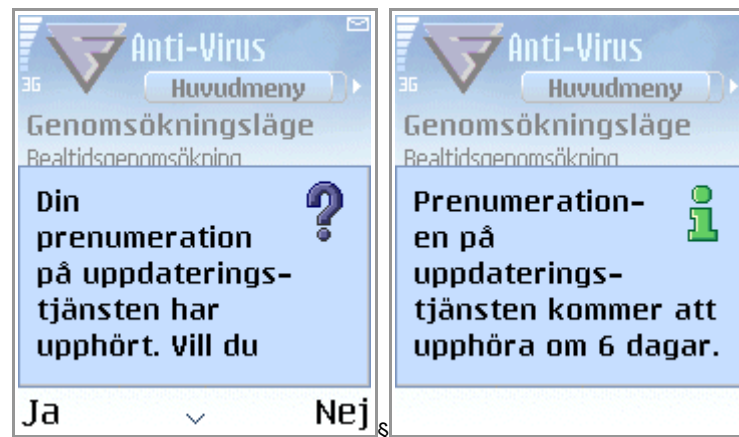 3G
Anti-Virus
Huvudmeny
Genomsökningsläge
Realtidsgenomsökning
Din
prenumeration
på uppdaterings-
tjänsten har
upphört. Vill du
Ja
Nej
§
3G
Anti-Virus
Huvudmeny
Genomsökningsläge
Realtidsgenomsökning
Prenumeration-
en på
uppdaterings-
tjänsten kommer att
upphöra om 6 dagar.